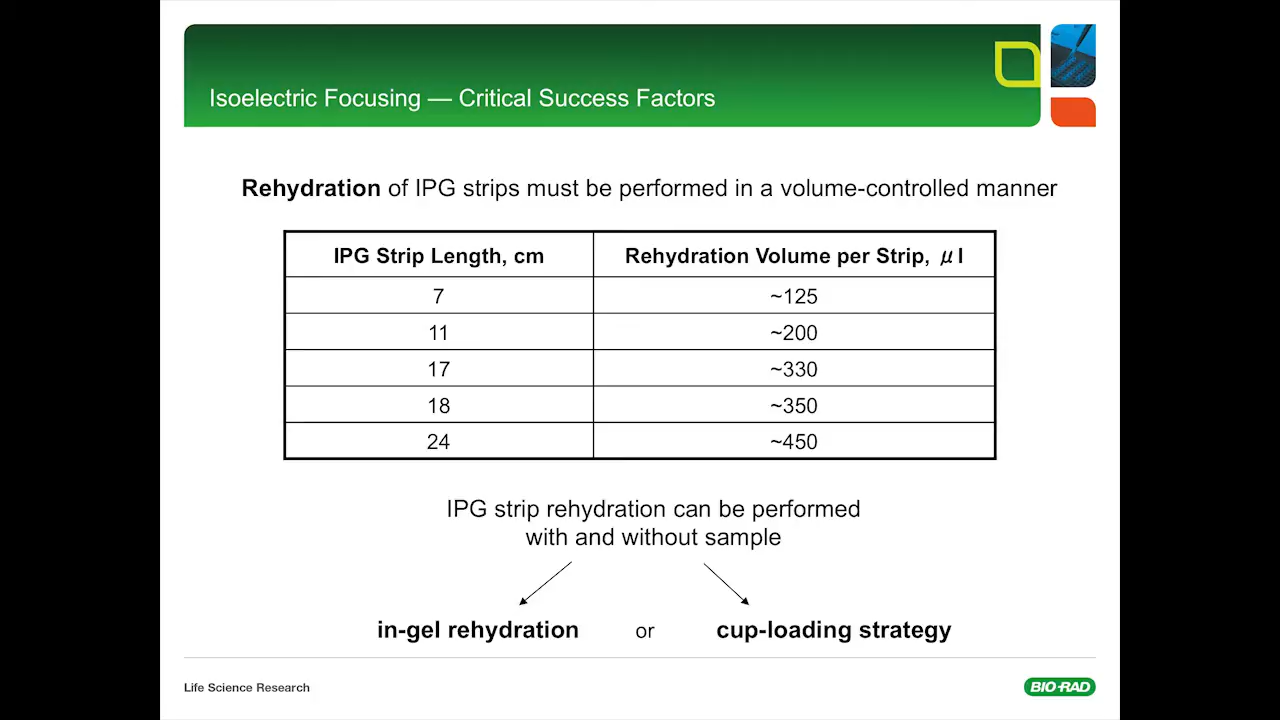 Isoelectric Focusing — Critical Success Factors
Rehydration of IPG strips must be performed in a volume-controlled manner
IPG Strip Length, cm Rehydration Volume per Strip, μl
7 ~125
11 ~200
17 ~330
18 ~350
24 ~450
IPG strip rehydration can be performed
with and without sample
in-gel rehydration or cup-loading strategy
Life Science Research BIO-RAD